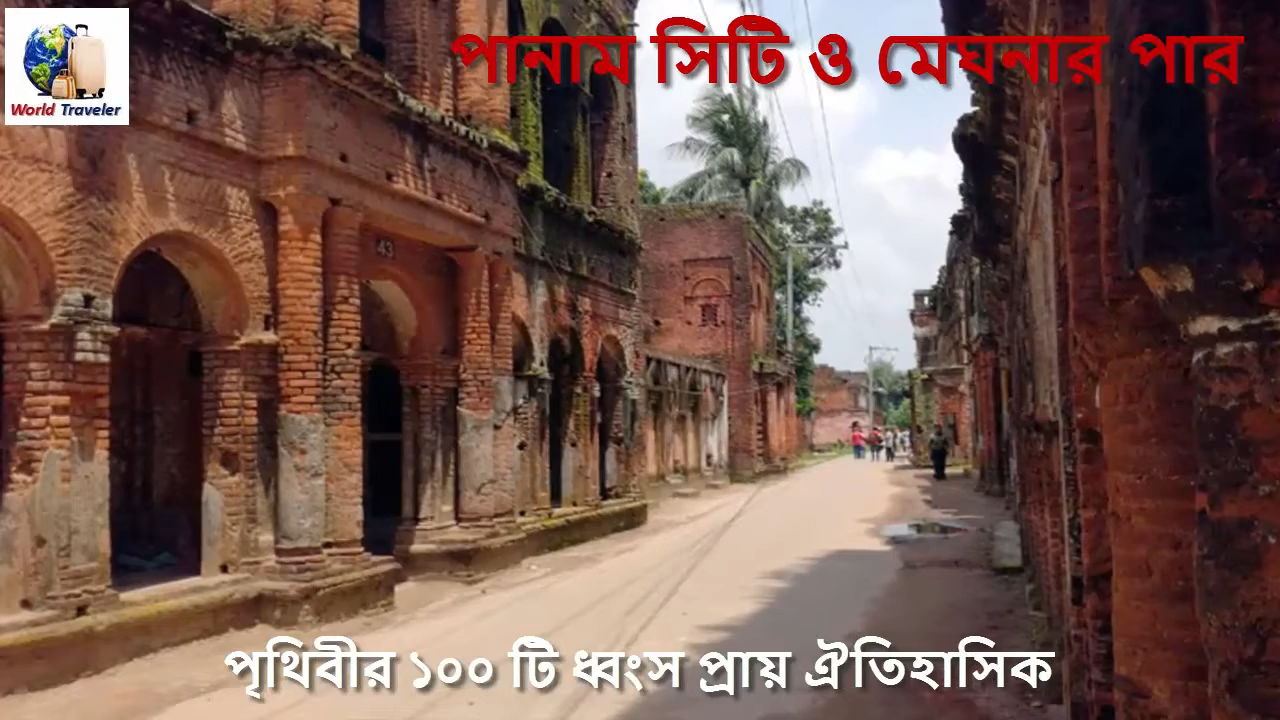 পানাম সিটি ও মেঘনার পার
World Traveler
43
পৃথিবীর ১০০ টি ধ্বংস প্রায় ঐতিহাসিক